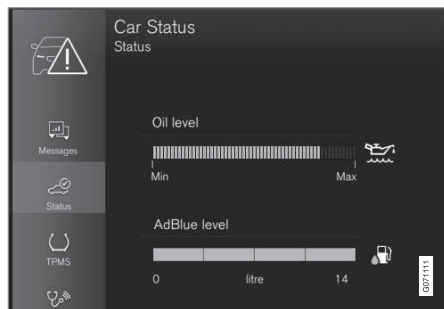 Car Status
Status
Messages
Status
TPMS
Oil level
Min Max
AdBlue level
0 litre 14
G071111